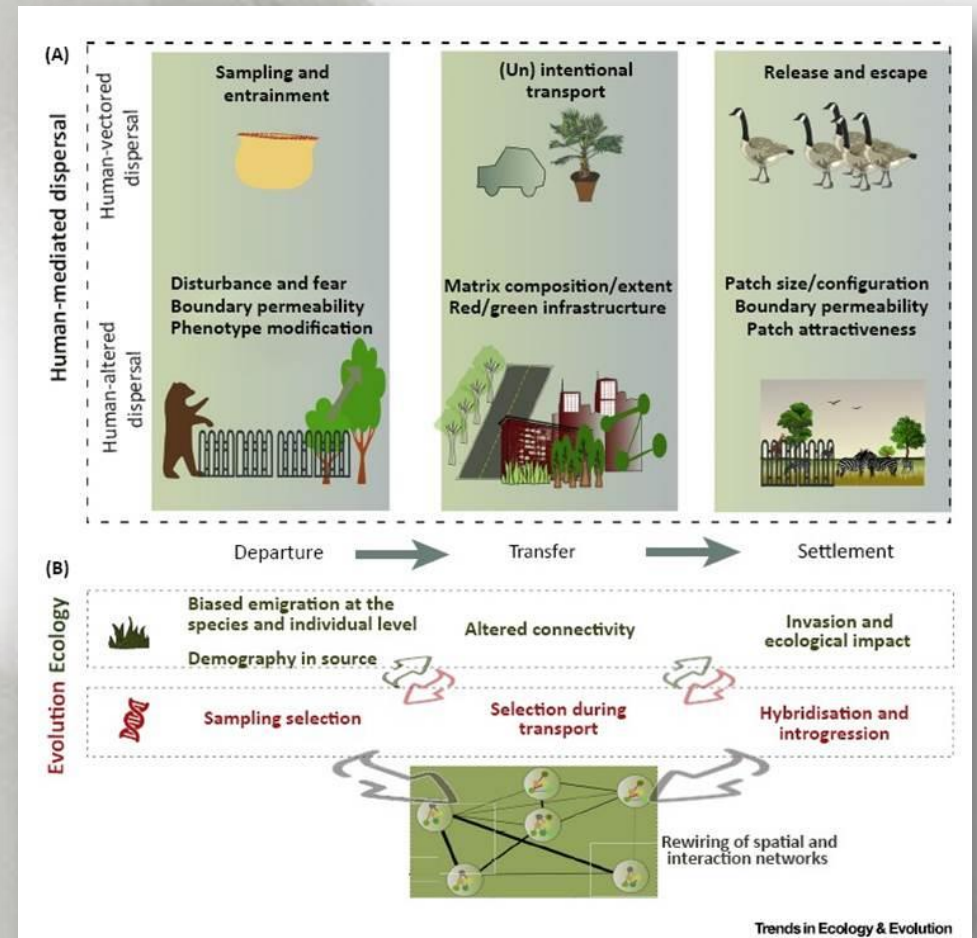 (A)
Human-mediated dispersal
Human-vectored
dispersal
Sampling and
entrainment
(Un) intentional
transport
Release and escape
Human-altered
dispersal
Disturbance and fear
Boundary permeability
Phenotype modification
Matrix composition/extent
Red/green infrastrucrture
Patch size/configuration
Boundary permeability
Patch attractiveness
Departure
Transfer
Settlement
(B)
Ecology
Biased emigration at the
species and individual level
Demography in source
Altered connectivity
Invasion and
ecological impact
Evolution
Sampling selection
Selection during
transport
Hybridisation and
introgression
Rewiring of spatial and
interaction networks
Trends in Ecology & Evolution